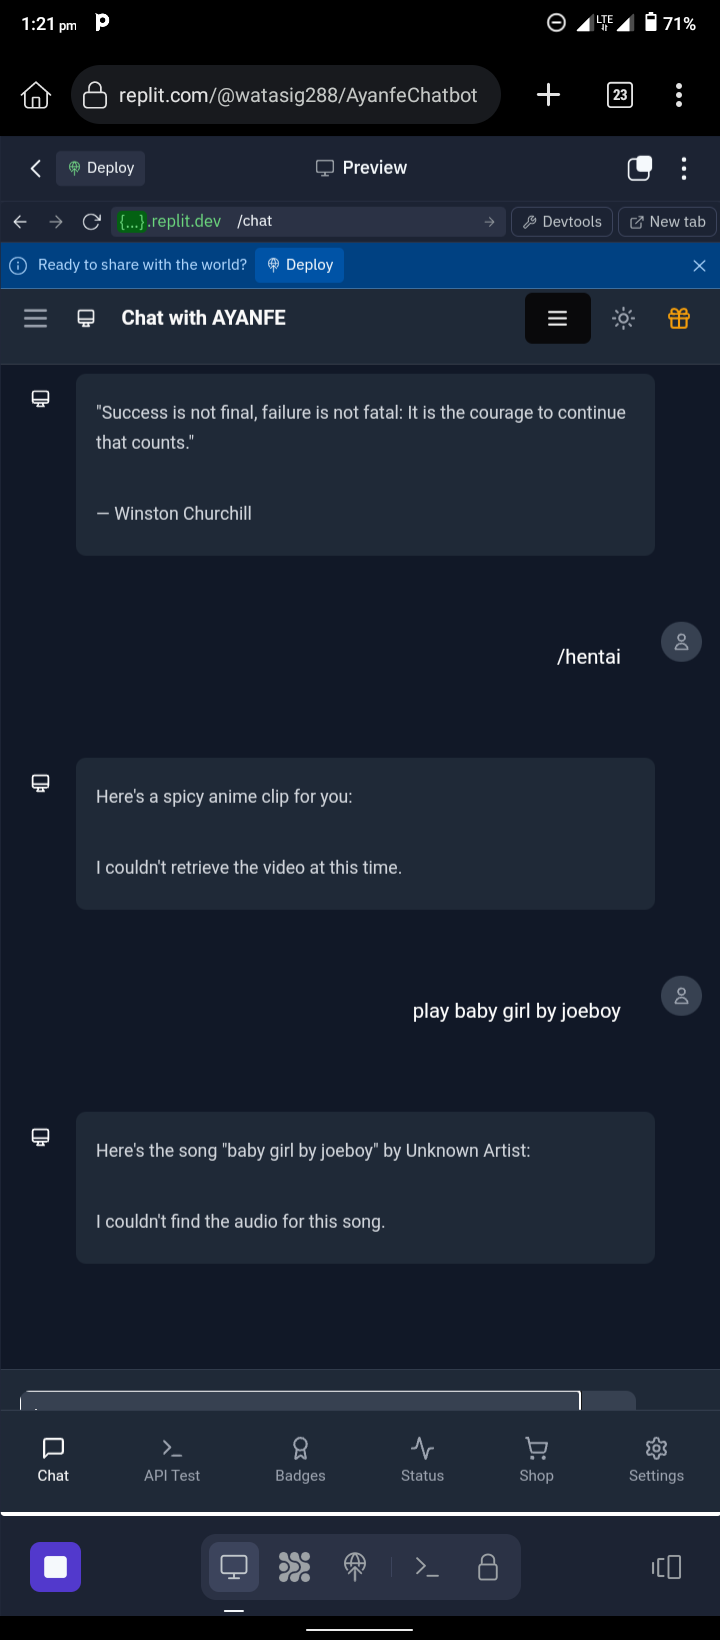 1:21 pm
LTE
71%
replit.com/@watasig288/AyanfeChatbot
23
Deploy
Preview
{...}.replit.dev /chat
Devtools
New tab
Ready to share with the world?
Deploy
Chat with AYANFE
"Success is not final, failure is not fatal: It is the courage to continue
that counts."
— Winston Churchill
/hentai
Here's a spicy anime clip for you:
I couldn't retrieve the video at this time.
play baby girl by joeboy
Here's the song "baby girl by joeboy" by Unknown Artist:
I couldn't find the audio for this song.
Chat
API Test
Badges
Status
Shop
Settings